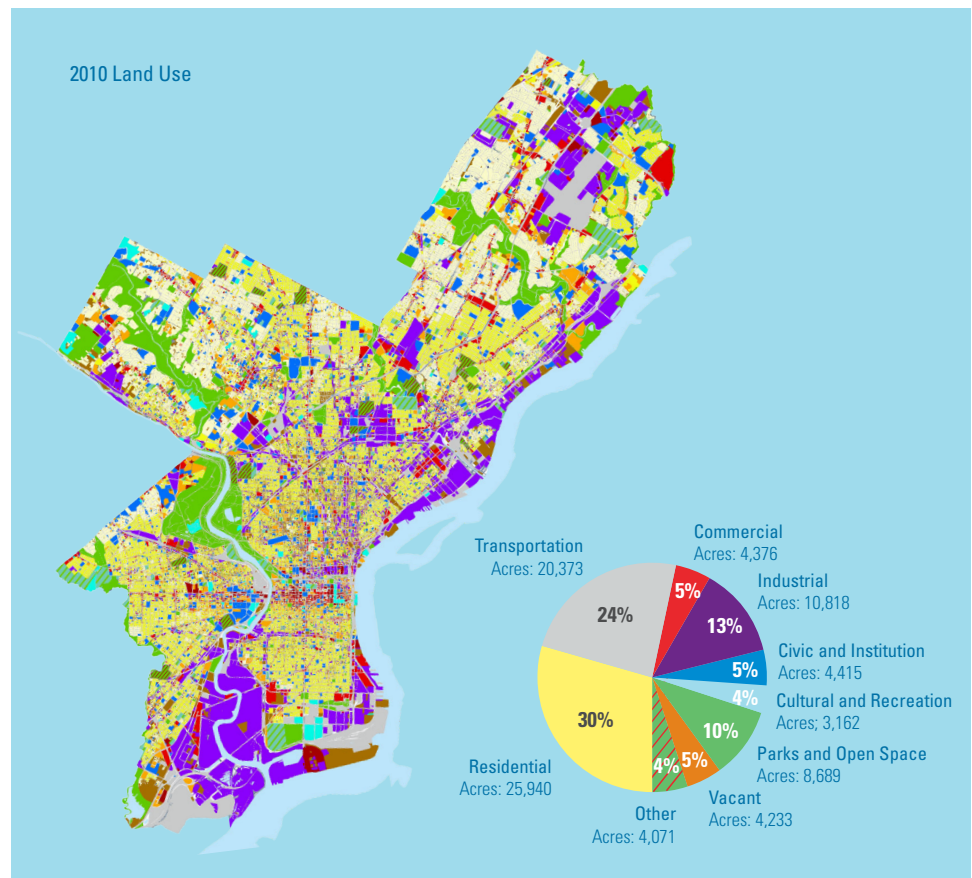 2010 Land Use
Commercial
Acres: 4,376
Transportation
Acres: 20,373
Industrial
Acres: 10,818
5%
24%
13%
Civic and Institution
Acres: 4,415
5%
4%
Cultural and Recreation
Acres; 3,162
30%
10%
Parks and Open Space
Acres: 8,689
Residential
Acres: 25,940
4%
5%
Vacant
Acres: 4,233
Other
Acres: 4,071